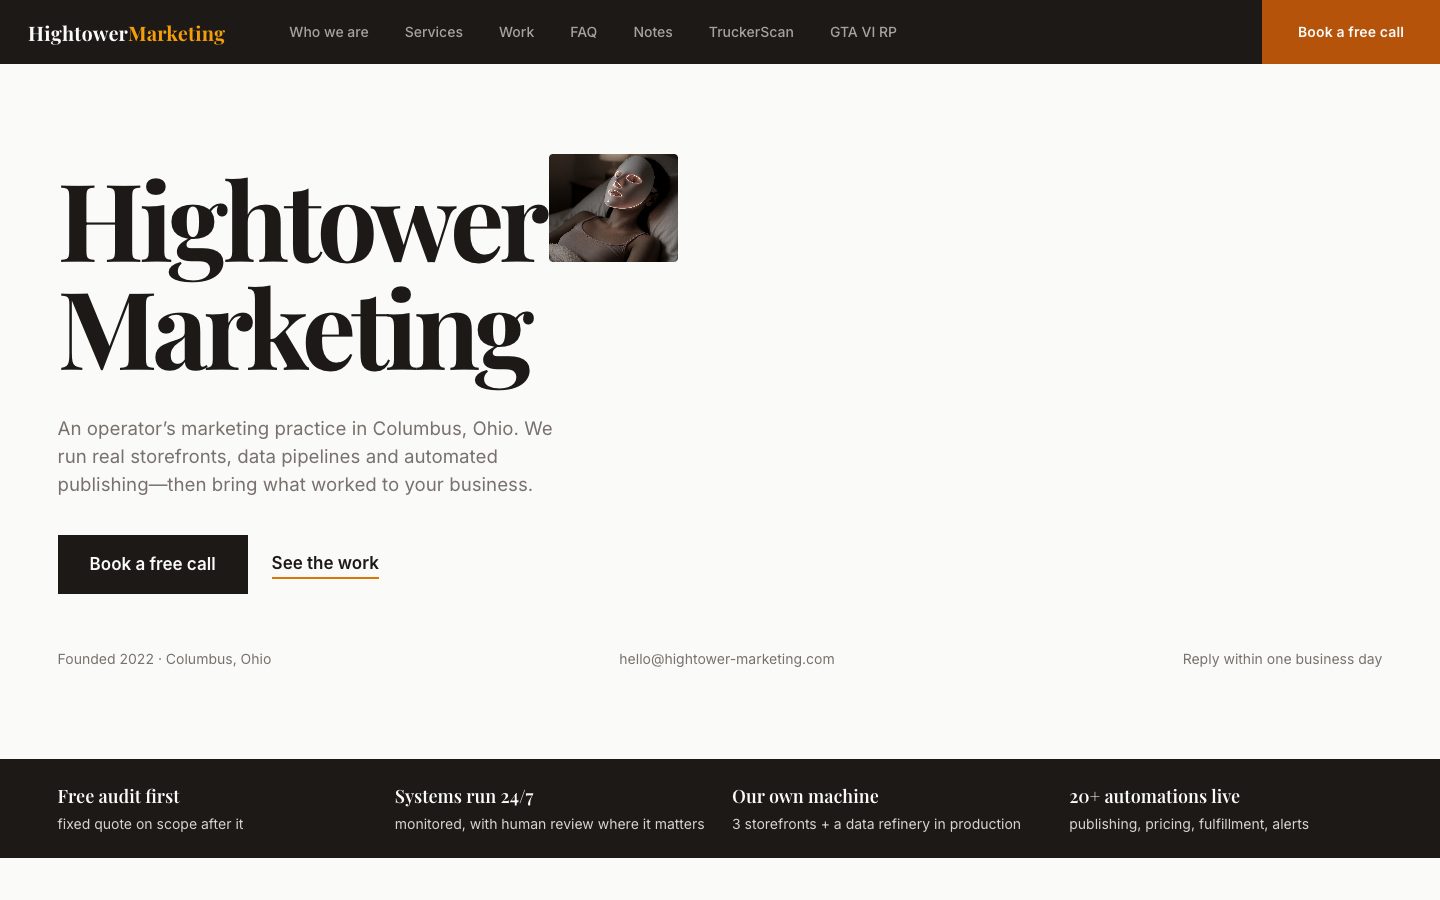 HightowerMarketing
Who we are
Services
Work
FAQ
Notes
TruckerScan
GTA VI RP
Book a free call
Hightower
Marketing
An operator’s marketing practice in Columbus, Ohio. We
run real storefronts, data pipelines and automated
publishing—then bring what worked to your business.
Book a free call
See the work
Founded 2022 · Columbus, Ohio
hello@hightower-marketing.com
Reply within one business day
Free audit first
fixed quote on scope after it
Systems run 24/7
monitored, with human review where it matters
Our own machine
3 storefronts + a data refinery in production
20+ automations live
publishing, pricing, fulfillment, alerts